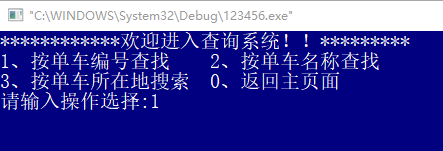 "C:\WINDOWS\System32\Debug\123456.exe"
************欢迎进入查询系统！！*********
1、按单车编号查找   2、按单车名称查找
3、按单车所在地搜索  0、返回主页面
请输入操作选择:1